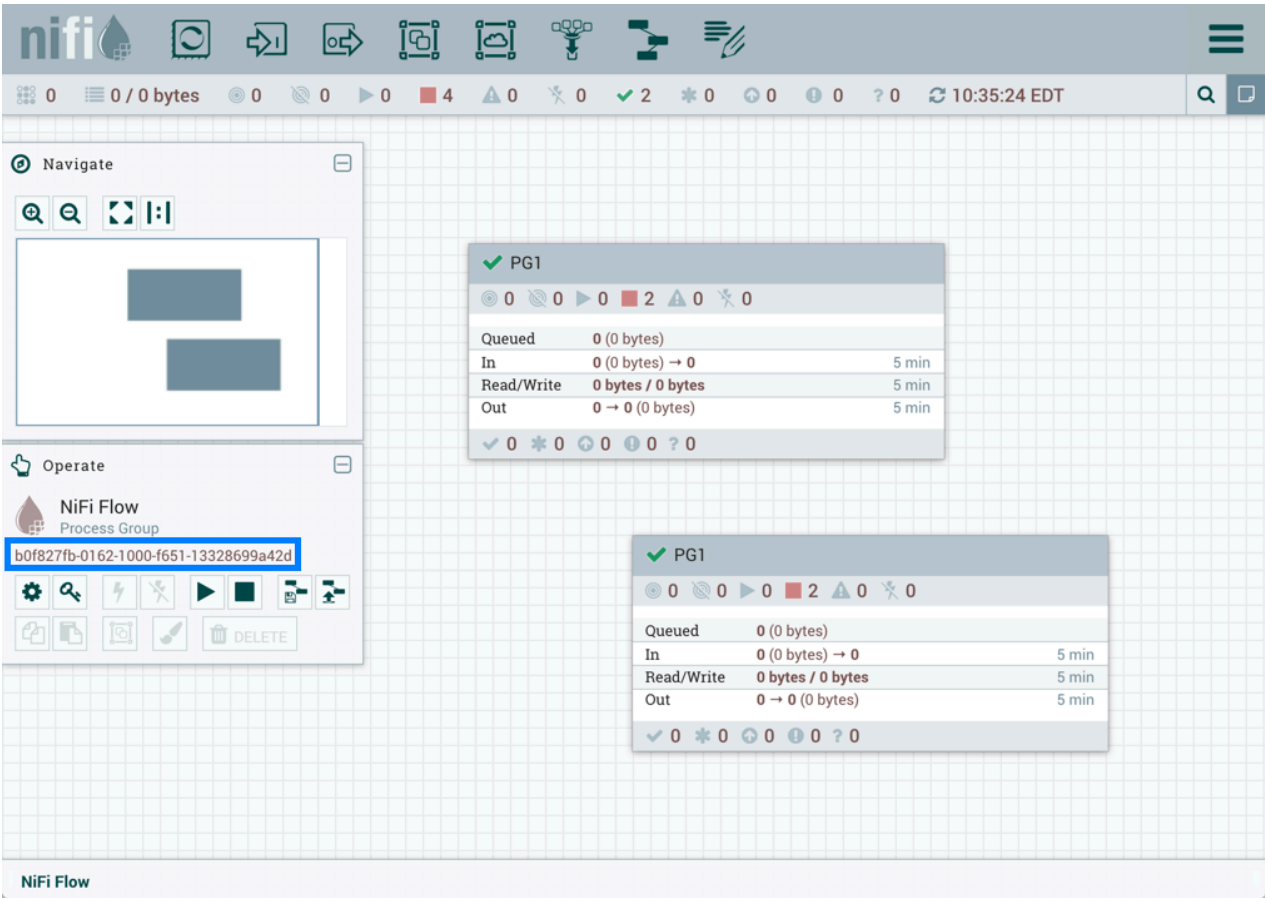 nifi
0 0 / 0 bytes 0 0 0 4 0 0 2 0 0 0 ? 0 10:35:24 EDT
Navigate
PG1
0 0 0 2 0 0
Queued 0 (0 bytes)
In 0 (0 bytes) → 0 5 min
Read/Write 0 bytes / 0 bytes 5 min
Out 0 → 0 (0 bytes) 5 min
0 0 0 0 ? 0
Operate
NiFi Flow
Process Group
b0f827fb-0162-1000-f651-13328699a42d
DELETE
PG1
0 0 0 2 0 0
Queued 0 (0 bytes)
In 0 (0 bytes) → 0 5 min
Read/Write 0 bytes / 0 bytes 5 min
Out 0 → 0 (0 bytes) 5 min
0 0 0 0 ? 0
NiFi Flow